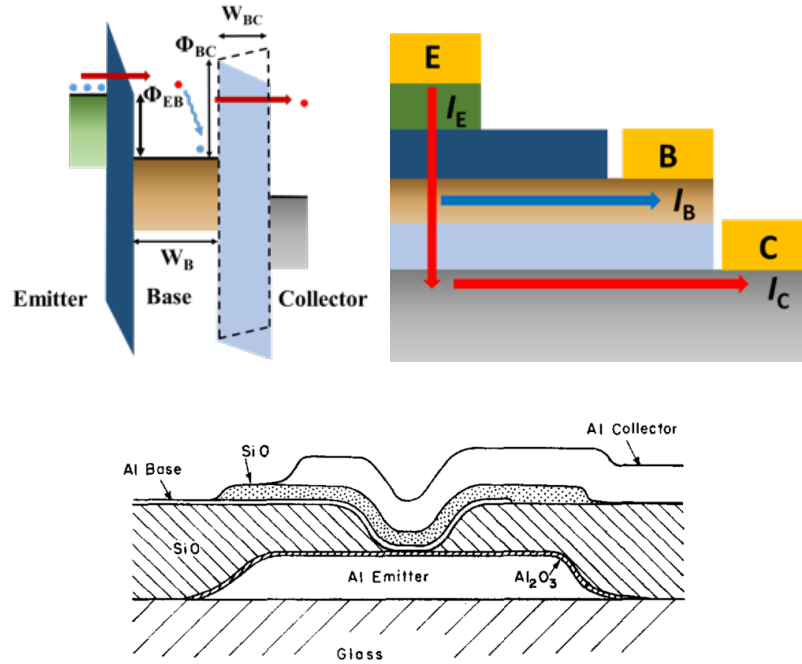 W_BC
Φ_BC
Φ_EB
W_B
Emitter Base Collector
E
I_E
B
I_B
C
I_C
Al Collector
SiO
Al Base
SiO
Al Emitter
Al₂O₃
Glass